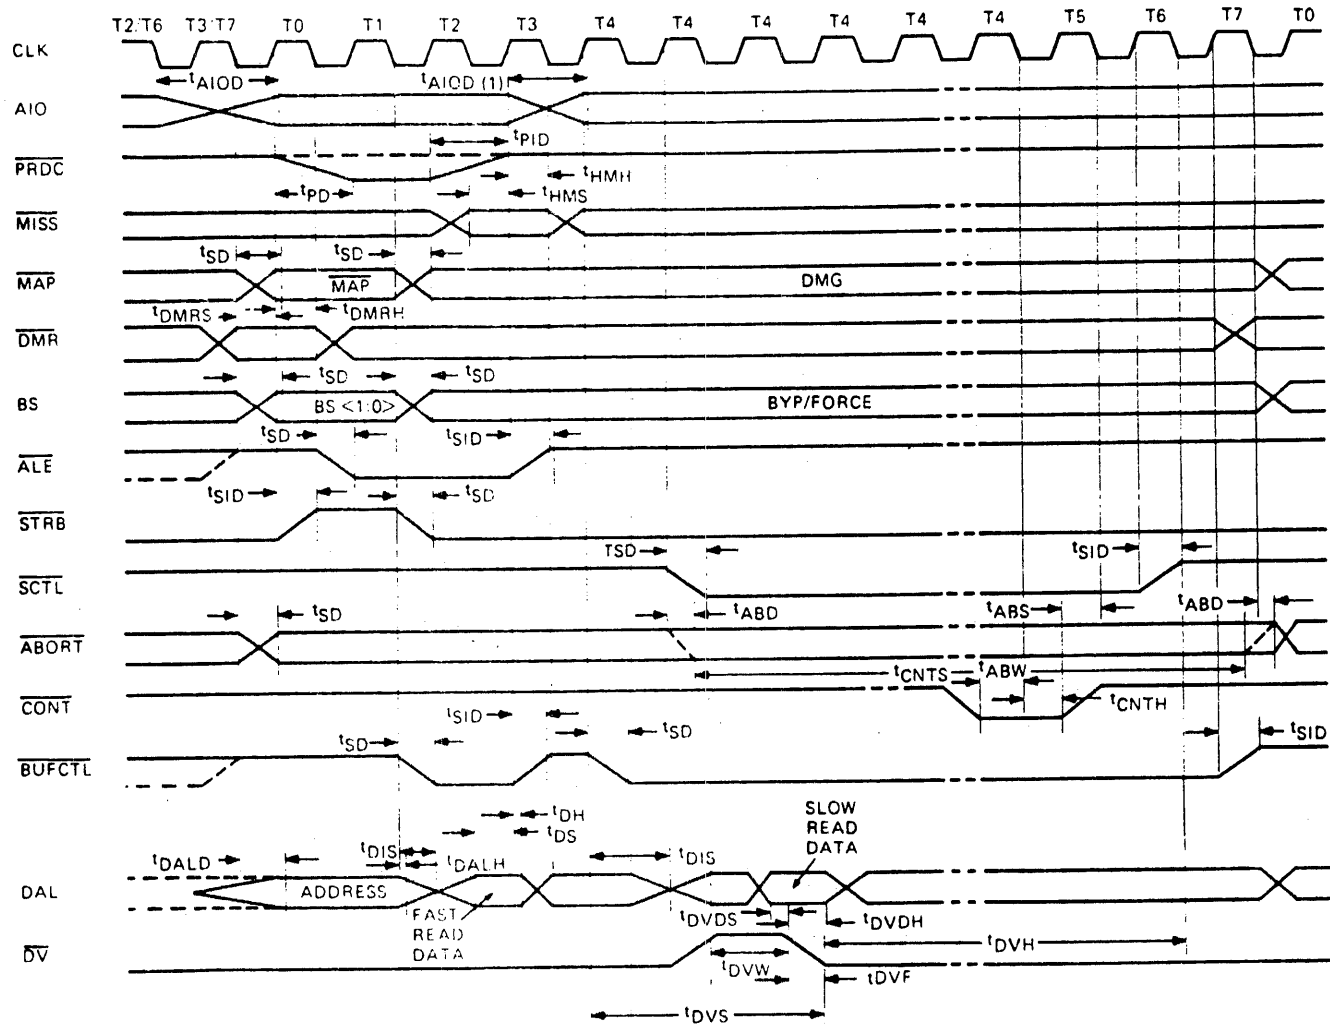 T2/T6 T3/T7 T0 T1 T2 T3 T4 T4 T4 T4 T4 T4 T5 T6 T7 T0
CLK
tAIOD tAIOD (1)
AIO
tPID
PRDC
tHMH
tPD tHMS
MISS
tSD tSD
MAP MAP DMG
tDMRS tDMRH
DMR
tSD tSD
BS BS <1:0> BYP/FORCE
tSD tSID
ALE
tSID tSD
STRB
TSD tSID
SCTL
tSD tABD tABS tABD
ABORT
tCNTS tABW
CONT tCNTH
tSID
tSD tSD tSID
BUFCTL
tDH
tDS
SLOW
READ
DATA
tDALD tDIS tDALH tDIS
DAL ADDRESS
FAST
READ
DATA
tDVDS tDVDH
DV tDVH
tDVW
tDVF
tDVS